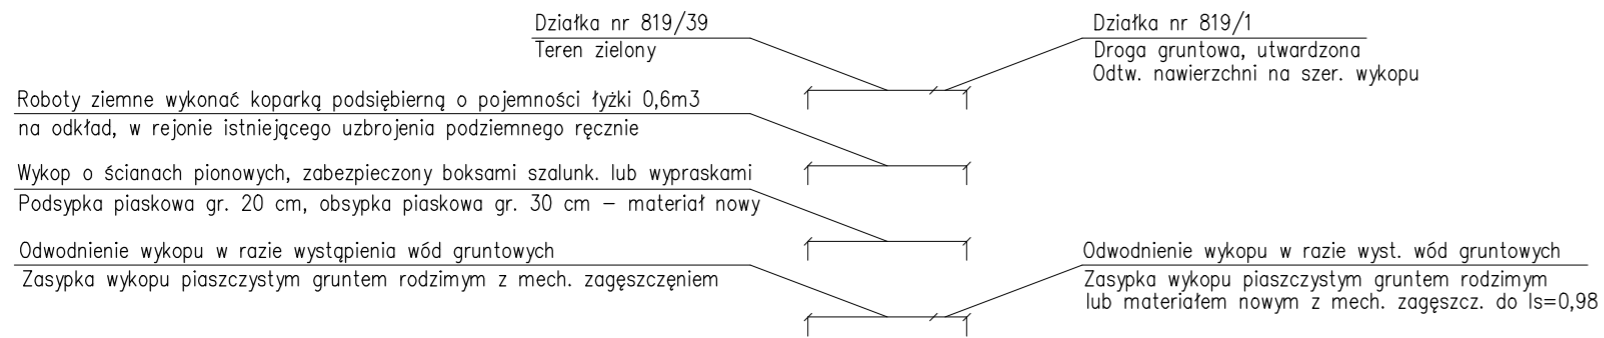 Działka nr 819/39
Teren zielony
Działka nr 819/1
Droga gruntowa, utwardzona
Odtw. nawierzchni na szer. wykopu
Roboty ziemne wykonać koparką podsiębierną o pojemności łyżki 0,6m3
na odkład, w rejonie istniejącego uzbrojenia podziemnego ręcznie
Wykop o ścianach pionowych, zabezpieczony boksami szalunk. lub wypraskami
Podsypka piaskowa gr. 20 cm, obsypka piaskowa gr. 30 cm – materiał nowy
Odwodnienie wykopu w razie wystąpienia wód gruntowych
Zasypka wykopu piaszczystym gruntem rodzimym z mech. zagęszczęniem
Odwodnienie wykopu w razie wyst. wód gruntowych
Zasypka wykopu piaszczystym gruntem rodzimym
lub materiałem nowym z mech. zagęszcz. do Is=0,98